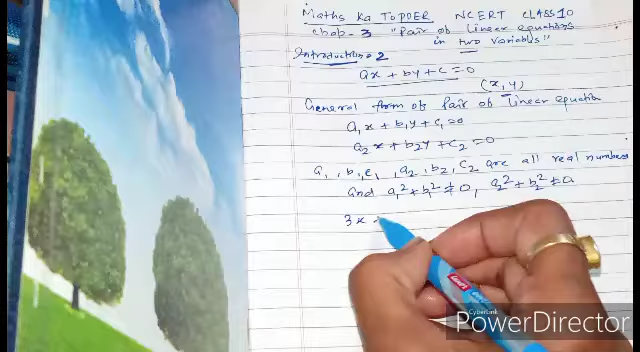 Maths Ka TOPPER NCERT CLASS 10
chap-3 "Pair of Linear equations
in two variables"
Introduction 2
ax + by + c = 0
(x, y)
General form of Pair of Linear equation
a₁x + b₁y + c₁ = 0
a₂x + b₂y + c₂ = 0
a₁, b₁, c₁, a₂, b₂, c₂ are all real numbers
and a₁² + b₁² ≠ 0, a₂² + b₂² ≠ 0
3x
CyberLink
PowerDirector